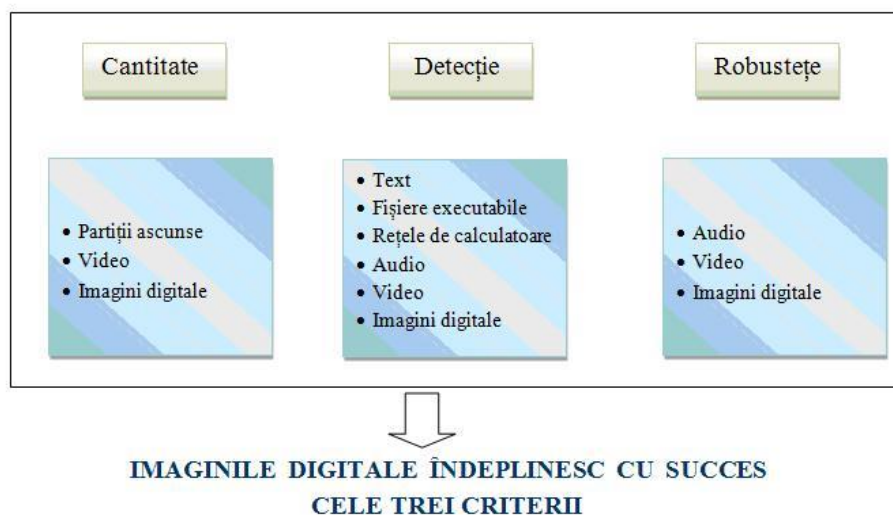 Cantitate
Detecție
Robustețe
• Partiții ascunse
• Video
• Imagini digitale
• Text
• Fișiere executabile
• Rețele de calculatoare
• Audio
• Video
• Imagini digitale
• Audio
• Video
• Imagini digitale
IMAGINILE DIGITALE ÎNDEPLINESC CU SUCCES
CELE TREI CRITERII